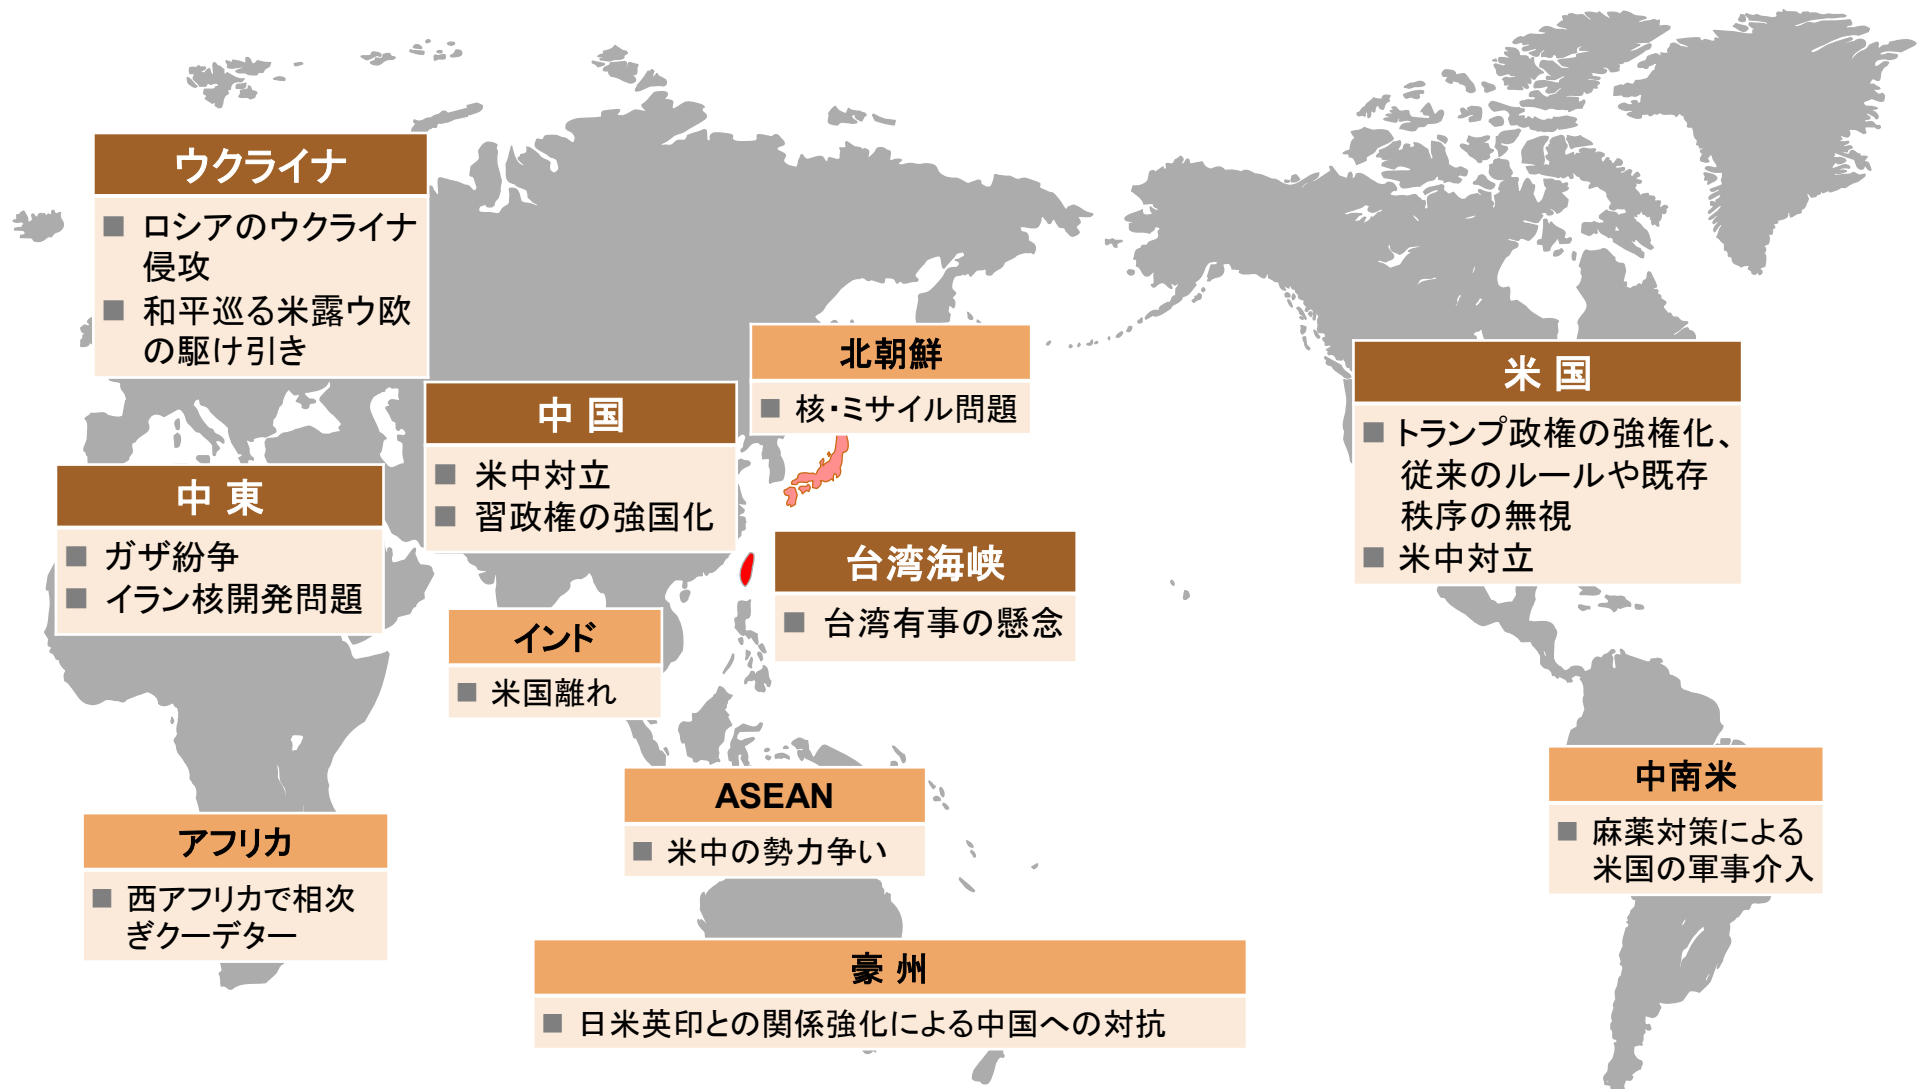 ウクライナ
■ ロシアのウクライナ
侵攻
■ 和平巡る米露ウ欧
の駆け引き
北朝鮮
■ 核・ミサイル問題
米国
■ トランプ政権の強権化、
従来のルールや既存
秩序の無視
■ 米中対立
中国
■ 米中対立
■ 習政権の強国化
中東
■ ガザ紛争
■ イラン核開発問題
台湾海峡
■ 台湾有事の懸念
インド
■ 米国離れ
ASEAN
■ 米中の勢力争い
中南米
■ 麻薬対策による
米国の軍事介入
アフリカ
■ 西アフリカで相次
ぎクーデター
豪州
■ 日米英印との関係強化による中国への対抗